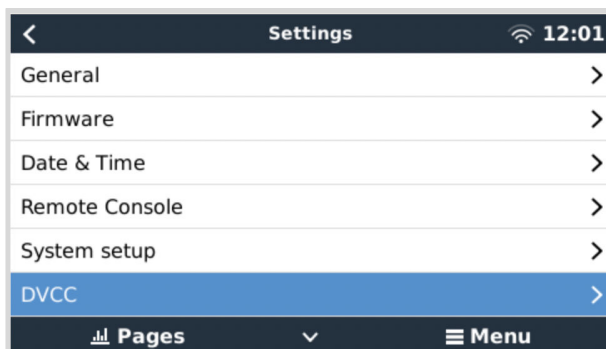 Settings 12:01
General
Firmware
Date & Time
Remote Console
System setup
DVCC
Pages Menu